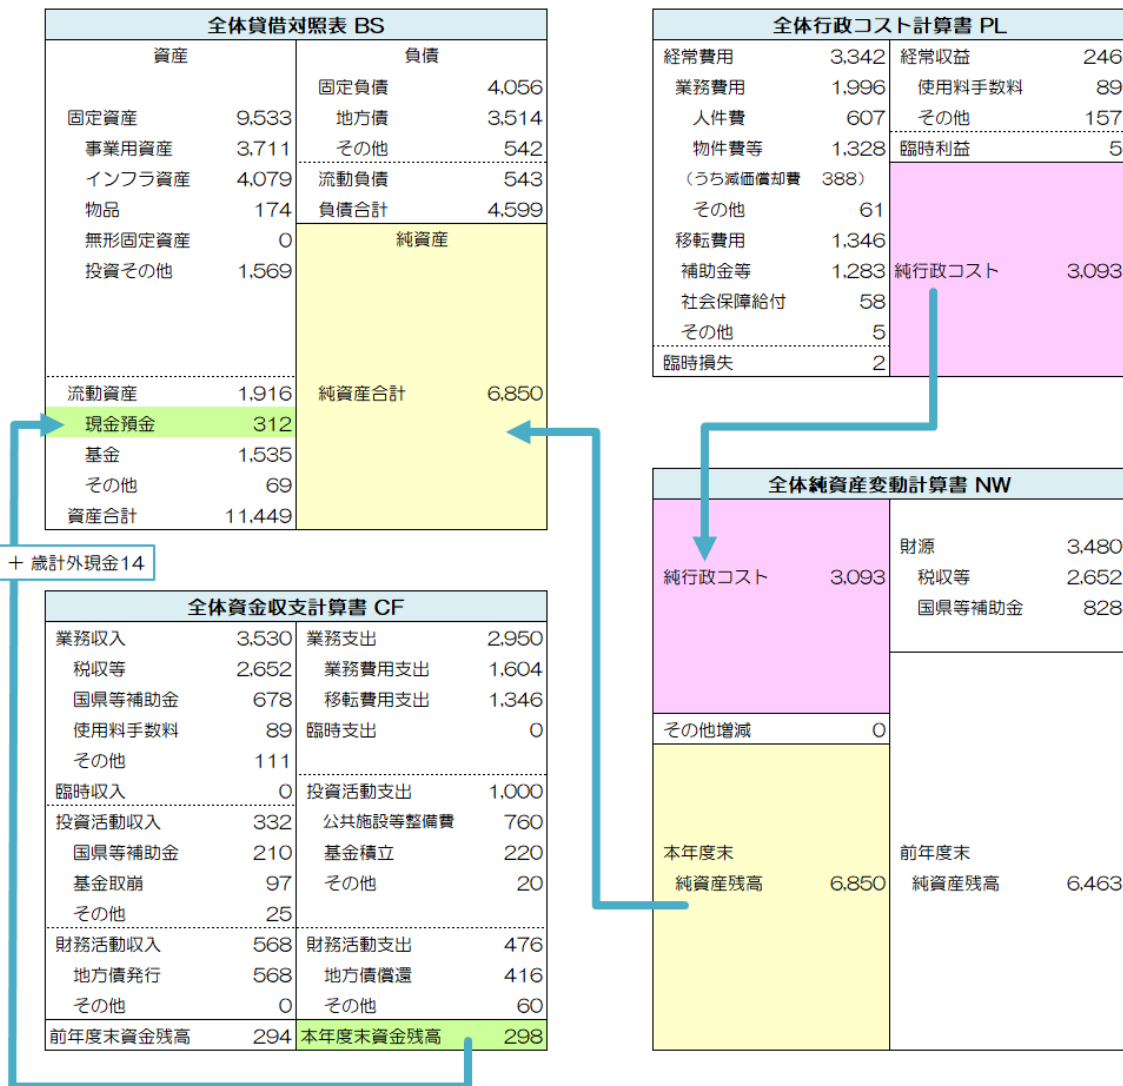 全体貸借対照表 BS
資産 負債
固定負債 4,056
固定資産 9,533 地方債 3,514
事業用資産 3,711 その他 542
インフラ資産 4,079 流動負債 543
物品 174 負債合計 4,599
無形固定資産 0 純資産
投資その他 1,569
流動資産 1,916 純資産合計 6,850
現金預金 312
基金 1,535
その他 69
資産合計 11,449
＋ 歳計外現金14
全体資金収支計算書 CF
業務収入 3,530 業務支出 2,950
税収等 2,652 業務費用支出 1,604
国県等補助金 678 移転費用支出 1,346
使用料手数料 89 臨時支出 0
その他 111
臨時収入 0 投資活動支出 1,000
投資活動収入 332 公共施設等整備費 760
国県等補助金 210 基金積立 220
基金取崩 97 その他 20
その他 25
財務活動収入 568 財務活動支出 476
地方債発行 568 地方債償還 416
その他 0 その他 60
前年度末資金残高 294 本年度末資金残高 298
全体行政コスト計算書 PL
経常費用 3,342 経常収益 246
業務費用 1,996 使用料手数料 89
人件費 607 その他 157
物件費等 1,328 臨時利益 5
（うち減価償却費 388）
その他 61
移転費用 1,346
補助金等 1,283 純行政コスト 3,093
社会保障給付 58
その他 5
臨時損失 2
全体純資産変動計算書 NW
財源 3,480
純行政コスト 3,093 税収等 2,652
国県等補助金 828
その他増減 0
本年度末 前年度末
純資産残高 6,850 純資産残高 6,463